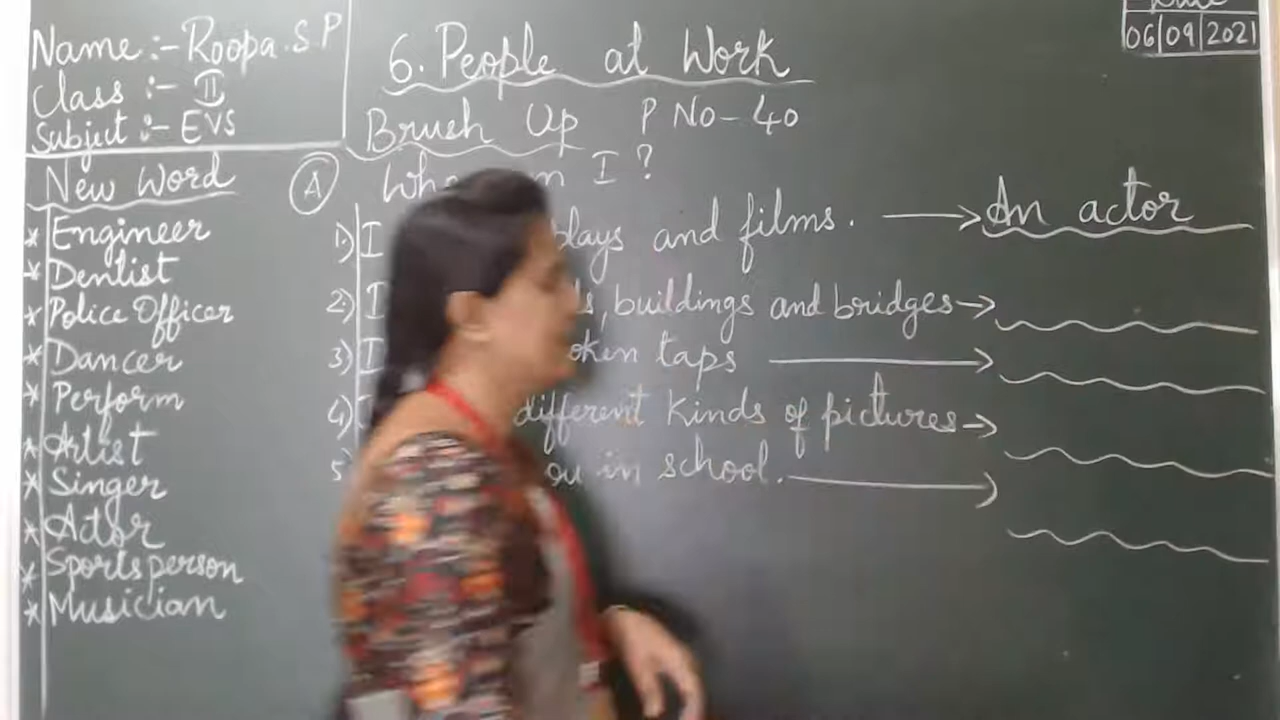 Name :- Roopa.S.P
Class :- II
Subject :- EVS
06|09|2021
6. People at Work
Brush Up P No - 40
New Word
* Engineer
* Dentist
* Police Officer
* Dancer
* Perform
* Artist
* Singer
* Actor
* Sportsperson
* Musician
(A) I ?
1) I plays and films. → An actor
2) I buildings and bridges →
3) I taps →
4) different kinds of pictures →
5) in school. →